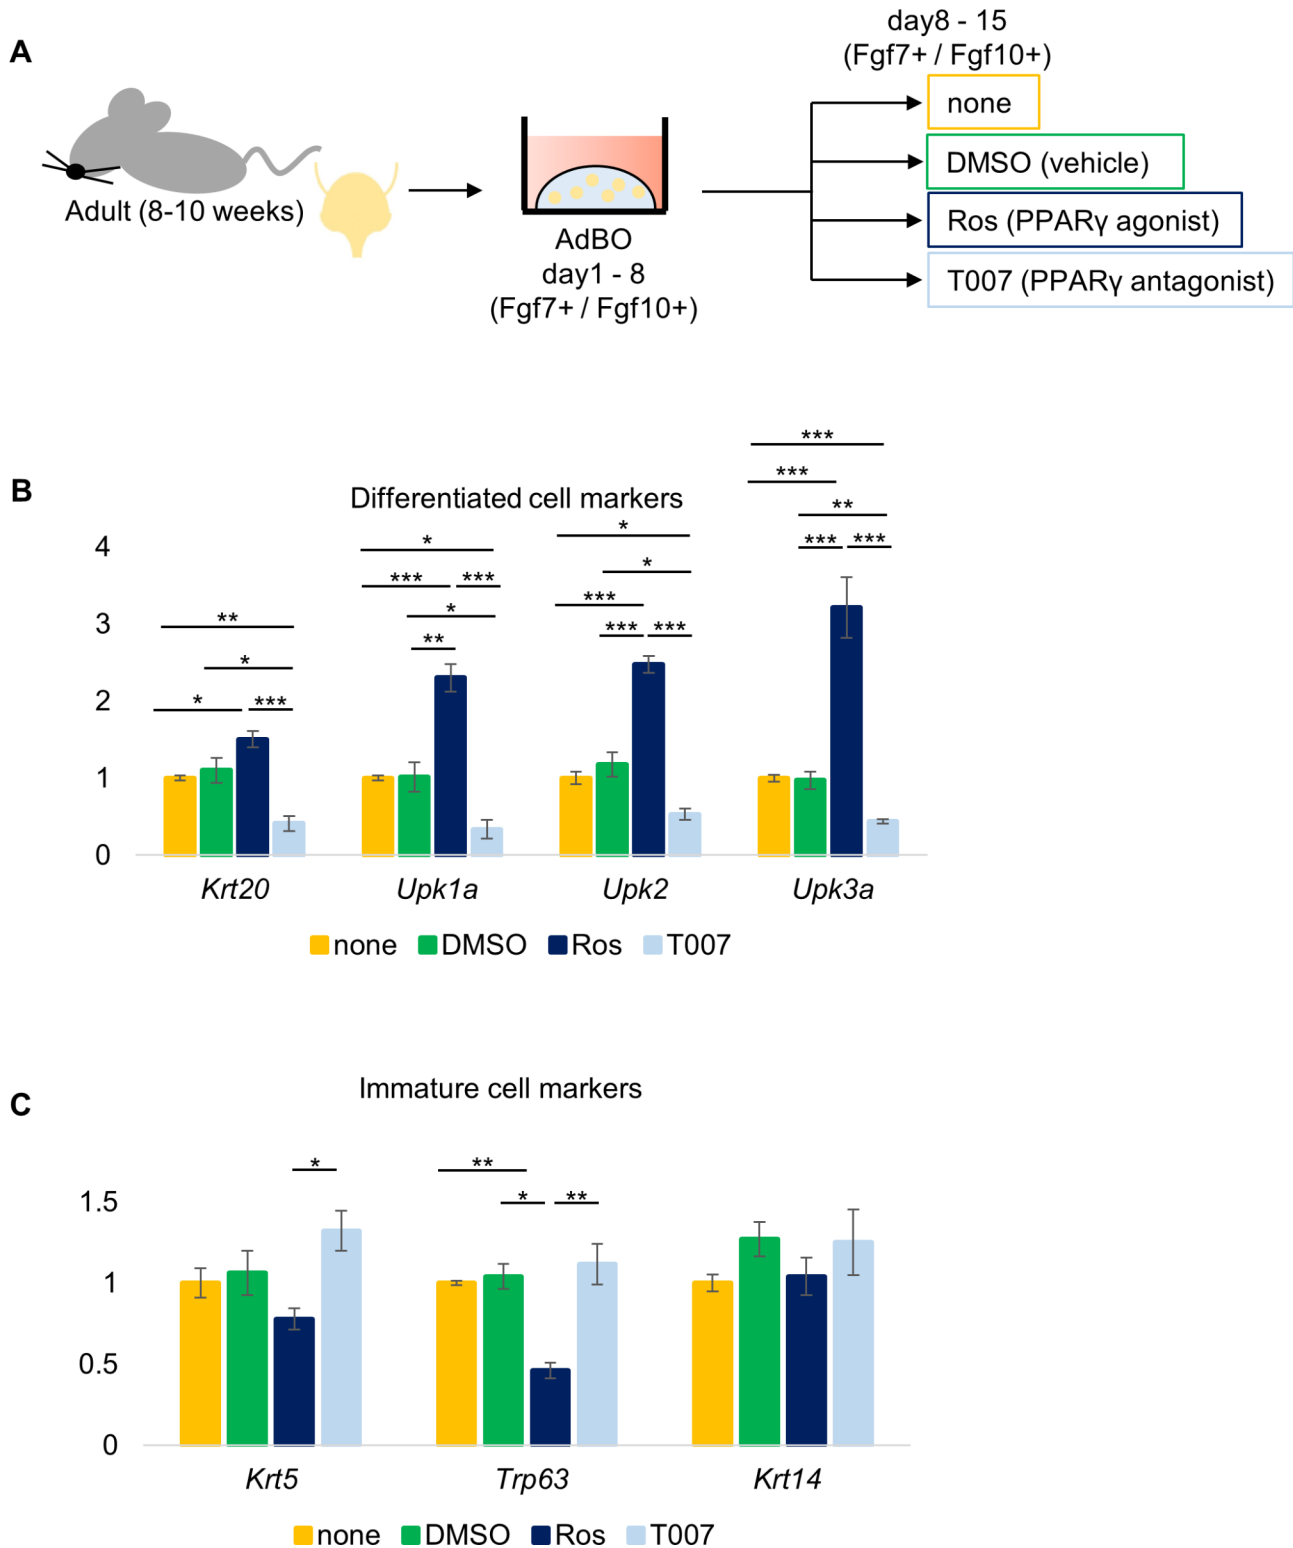 A
day8 - 15
(Fgf7+ / Fgf10+)
none
DMSO (vehicle)
Ros (PPARγ agonist)
T007 (PPARγ antagonist)
Adult (8-10 weeks)
AdBO
day1 - 8
(Fgf7+ / Fgf10+)
B
Differentiated cell markers
***
***
**
*** ***
*
*** ***
*
**
*
*
***
*** ***
**
*
* ***
4
3
2
1
0
Krt20 Upk1a Upk2 Upk3a
none DMSO Ros T007
C
Immature cell markers
*
**
* **
1.5
1
0.5
0
Krt5 Trp63 Krt14
none DMSO Ros T007